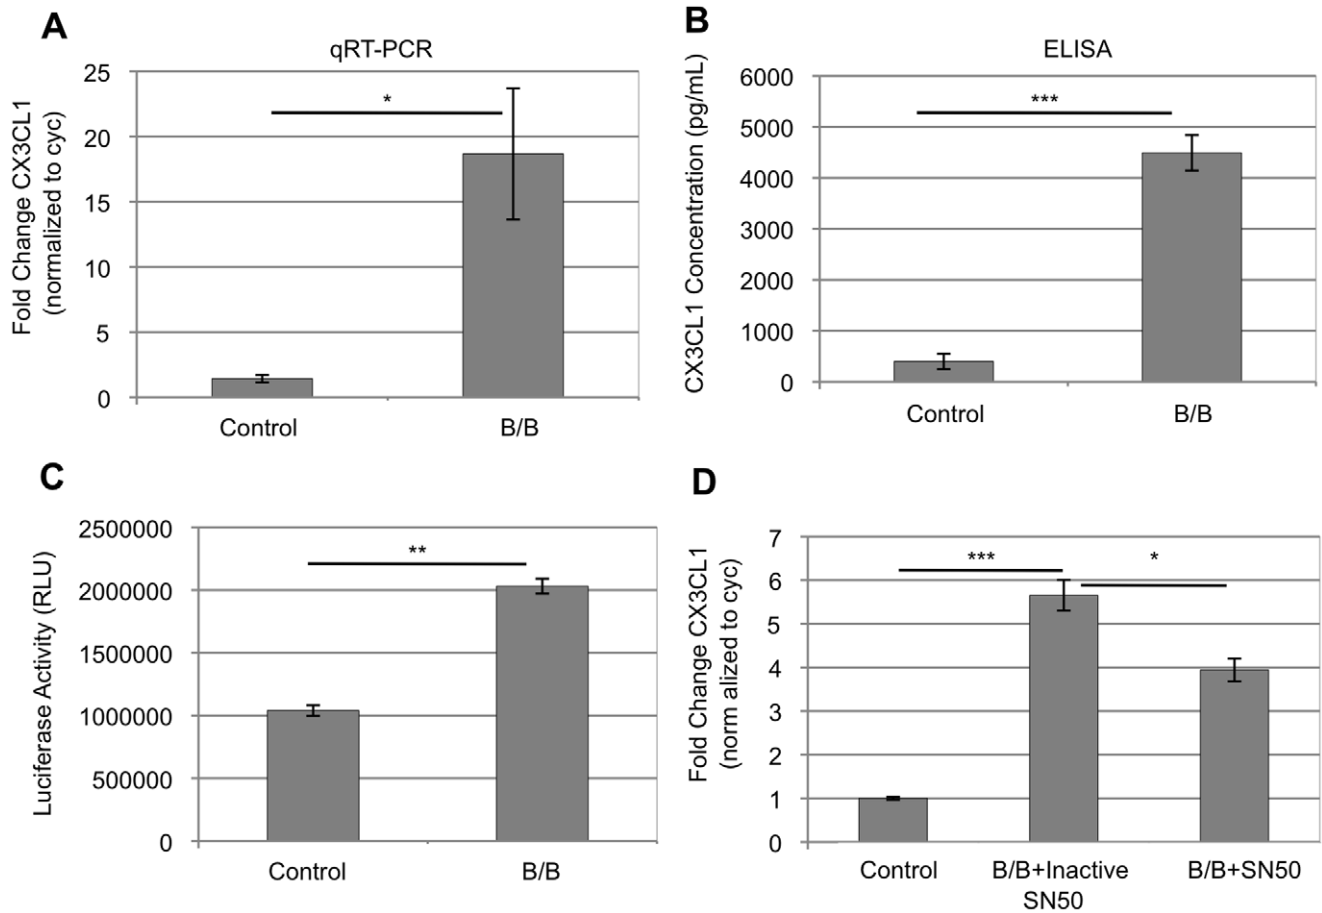 A
qRT-PCR
Fold Change CX3CL1
(normalized to cyc)
25
20
15
10
5
0
*
Control
B/B
B
ELISA
CX3CL1 Concentration (pg/mL)
6000
5000
4000
3000
2000
1000
0
***
Control
B/B
C
Luciferase Activity (RLU)
2500000
2000000
1500000
1000000
500000
0
**
Control
B/B
D
Fold Change CX3CL1
(norm alized to cyc)
7
6
5
4
3
2
1
0
***
*
Control
B/B+Inactive
SN50
B/B+SN50